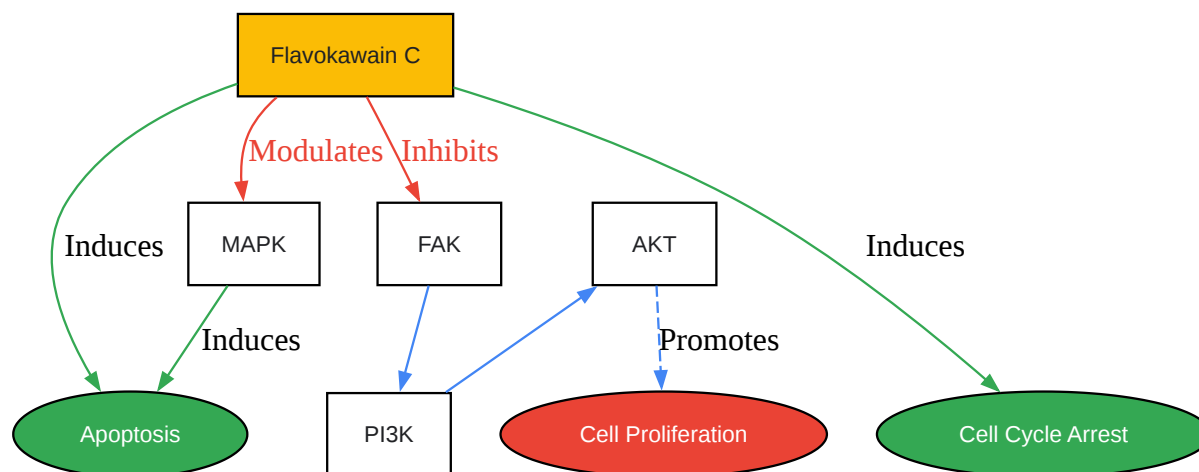 Flavokawain C
Modulates
Inhibits
MAPK
FAK
AKT
Induces
Induces
Induces
Promotes
Apoptosis
PI3K
Cell Proliferation
Cell Cycle Arrest